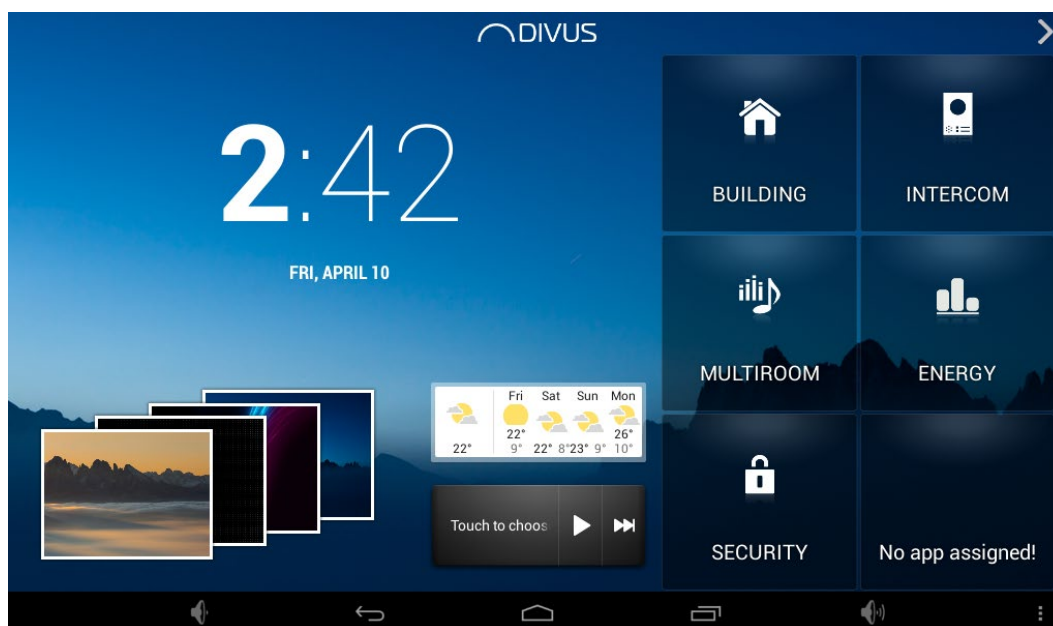 DIVUS
2:42
FRI, APRIL 10
BUILDING
INTERCOM
MULTIROOM
ENERGY
Fri Sat Sun Mon
22° 26°
22° 9° 22° 8° 23° 9° 10°
Touch to choos
SECURITY
No app assigned!